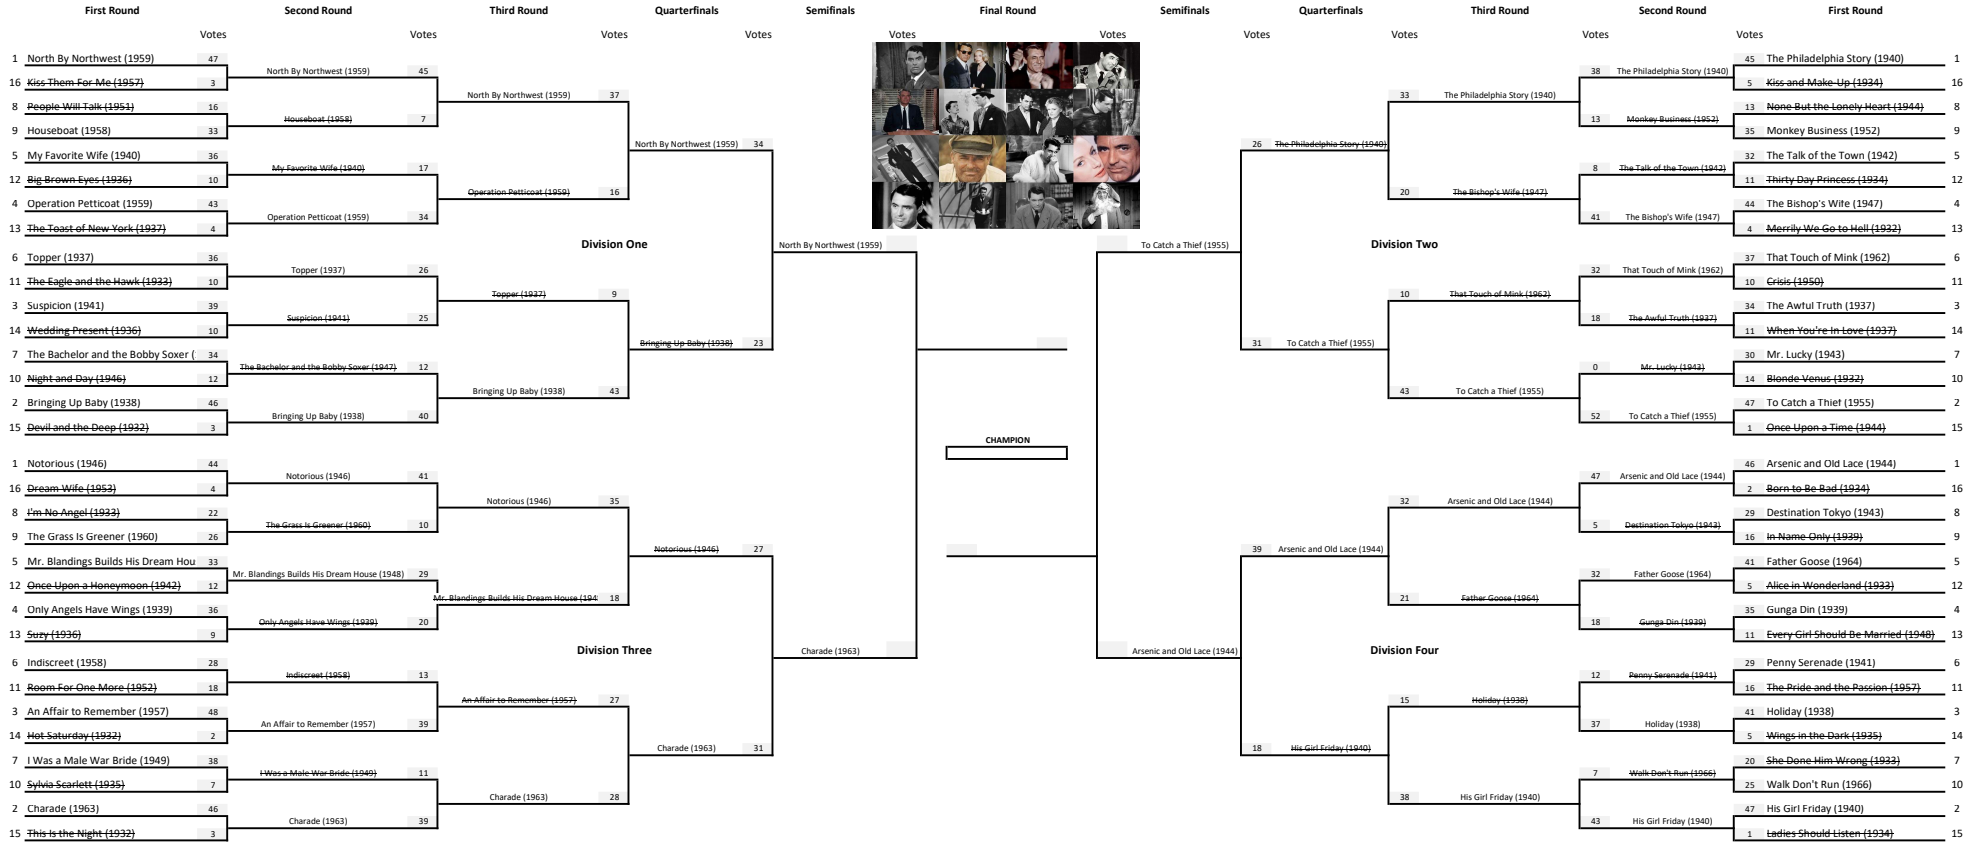 First Round Second Round Third Round Quarterfinals Semifinals Final Round Semifinals Quarterfinals Third Round Second Round First Round
Votes Votes Votes Votes Votes Votes Votes Votes Votes Votes
1 North By Northwest (1959) 47
16 Kiss Them For Me (1957) 3
8 People Will Talk (1951) 16
9 Houseboat (1958) 33
5 My Favorite Wife (1940) 36
12 Big Brown Eyes (1936) 10
4 Operation Petticoat (1959) 43
13 The Toast of New York (1937) 4
6 Topper (1937) 36
11 The Eagle and the Hawk (1933) 10
3 Suspicion (1941) 39
14 Wedding Present (1936) 10
7 The Bachelor and the Bobby Soxer ( 34
10 Night and Day (1946) 12
2 Bringing Up Baby (1938) 46
15 Devil and the Deep (1932) 3
North By Northwest (1959) 45
Houseboat (1958) 7
My Favorite Wife (1940) 17
Operation Petticoat (1959) 34
Topper (1937) 26
Suspicion (1941) 25
The Bachelor and the Bobby Soxer (1947) 12
Bringing Up Baby (1938) 40
North By Northwest (1959) 37
Operation Petticoat (1959) 16
Topper (1937) 9
Bringing Up Baby (1938) 43
North By Northwest (1959) 34
Bringing Up Baby (1938) 23
Division One
North By Northwest (1959)
1 Notorious (1946) 44
16 Dream Wife (1953) 4
8 I'm No Angel (1933) 22
9 The Grass Is Greener (1960) 26
5 Mr. Blandings Builds His Dream Hou 33
12 Once Upon a Honeymoon (1942) 12
4 Only Angels Have Wings (1939) 36
13 Suzy (1936) 9
6 Indiscreet (1958) 28
11 Room For One More (1952) 18
3 An Affair to Remember (1957) 48
14 Hot Saturday (1932) 2
7 I Was a Male War Bride (1949) 38
10 Sylvia Scarlett (1935) 7
2 Charade (1963) 46
15 This Is the Night (1932) 3
Notorious (1946) 41
The Grass Is Greener (1960) 10
Mr. Blandings Builds His Dream House (1948) 29
Only Angels Have Wings (1939) 20
Indiscreet (1958) 13
An Affair to Remember (1957) 39
I Was a Male War Bride (1949) 11
Charade (1963) 39
Notorious (1946) 35
Mr. Blandings Builds His Dream House (194 18
An Affair to Remember (1957) 27
Charade (1963) 28
Notorious (1946) 27
Charade (1963) 31
Division Three
Charade (1963)
CHAMPION
To Catch a Thief (1955)
Division Two
26 The Philadelphia Story (1940)
31 To Catch a Thief (1955)
33 The Philadelphia Story (1940)
20 The Bishop's Wife (1947)
10 That Touch of Mink (1962)
43 To Catch a Thief (1955)
38 The Philadelphia Story (1940)
13 Monkey Business (1952)
8 The Talk of the Town (1942)
41 The Bishop's Wife (1947)
32 That Touch of Mink (1962)
18 The Awful Truth (1937)
0 Mr. Lucky (1943)
52 To Catch a Thief (1955)
45 The Philadelphia Story (1940) 1
5 Kiss and Make-Up (1934) 16
13 None But the Lonely Heart (1944) 8
35 Monkey Business (1952) 9
32 The Talk of the Town (1942) 5
11 Thirty Day Princess (1934) 12
44 The Bishop's Wife (1947) 4
4 Merrily We Go to Hell (1932) 13
37 That Touch of Mink (1962) 6
10 Crisis (1950) 11
34 The Awful Truth (1937) 3
11 When You're In Love (1937) 14
30 Mr. Lucky (1943) 7
14 Blonde Venus (1932) 10
47 To Catch a Thief (1955) 2
1 Once Upon a Time (1944) 15
Arsenic and Old Lace (1944)
Division Four
39 Arsenic and Old Lace (1944)
18 His Girl Friday (1940)
32 Arsenic and Old Lace (1944)
21 Father Goose (1964)
15 Holiday (1938)
38 His Girl Friday (1940)
47 Arsenic and Old Lace (1944)
5 Destination Tokyo (1943)
32 Father Goose (1964)
18 Gunga Din (1939)
12 Penny Serenade (1941)
37 Holiday (1938)
7 Walk Don't Run (1966)
43 His Girl Friday (1940)
46 Arsenic and Old Lace (1944) 1
2 Born to Be Bad (1934) 16
29 Destination Tokyo (1943) 8
16 In Name Only (1939) 9
41 Father Goose (1964) 5
5 Alice in Wonderland (1933) 12
35 Gunga Din (1939) 4
11 Every Girl Should Be Married (1948) 13
29 Penny Serenade (1941) 6
16 The Pride and the Passion (1957) 11
41 Holiday (1938) 3
5 Wings in the Dark (1935) 14
20 She Done Him Wrong (1933) 7
25 Walk Don't Run (1966) 10
47 His Girl Friday (1940) 2
1 Ladies Should Listen (1934) 15